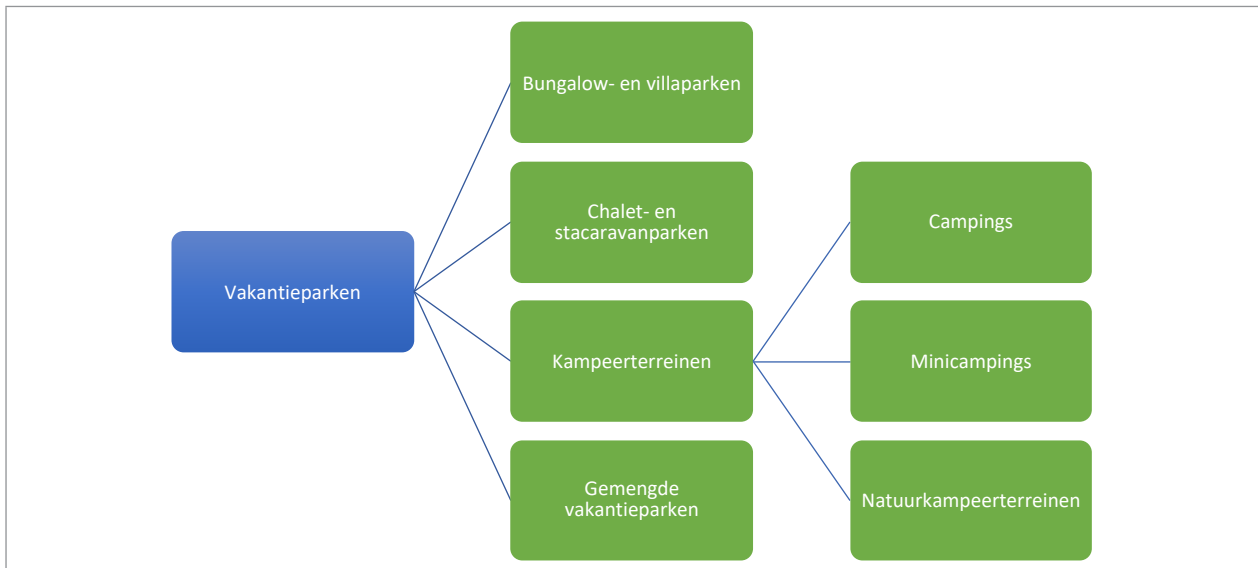 Vakantieparken
Bungalow- en villaparken
Chalet- en
stacaravanparken
Kampeerterreinen
Gemengde
vakantieparken
Campings
Minicampings
Natuurkampeerterreinen